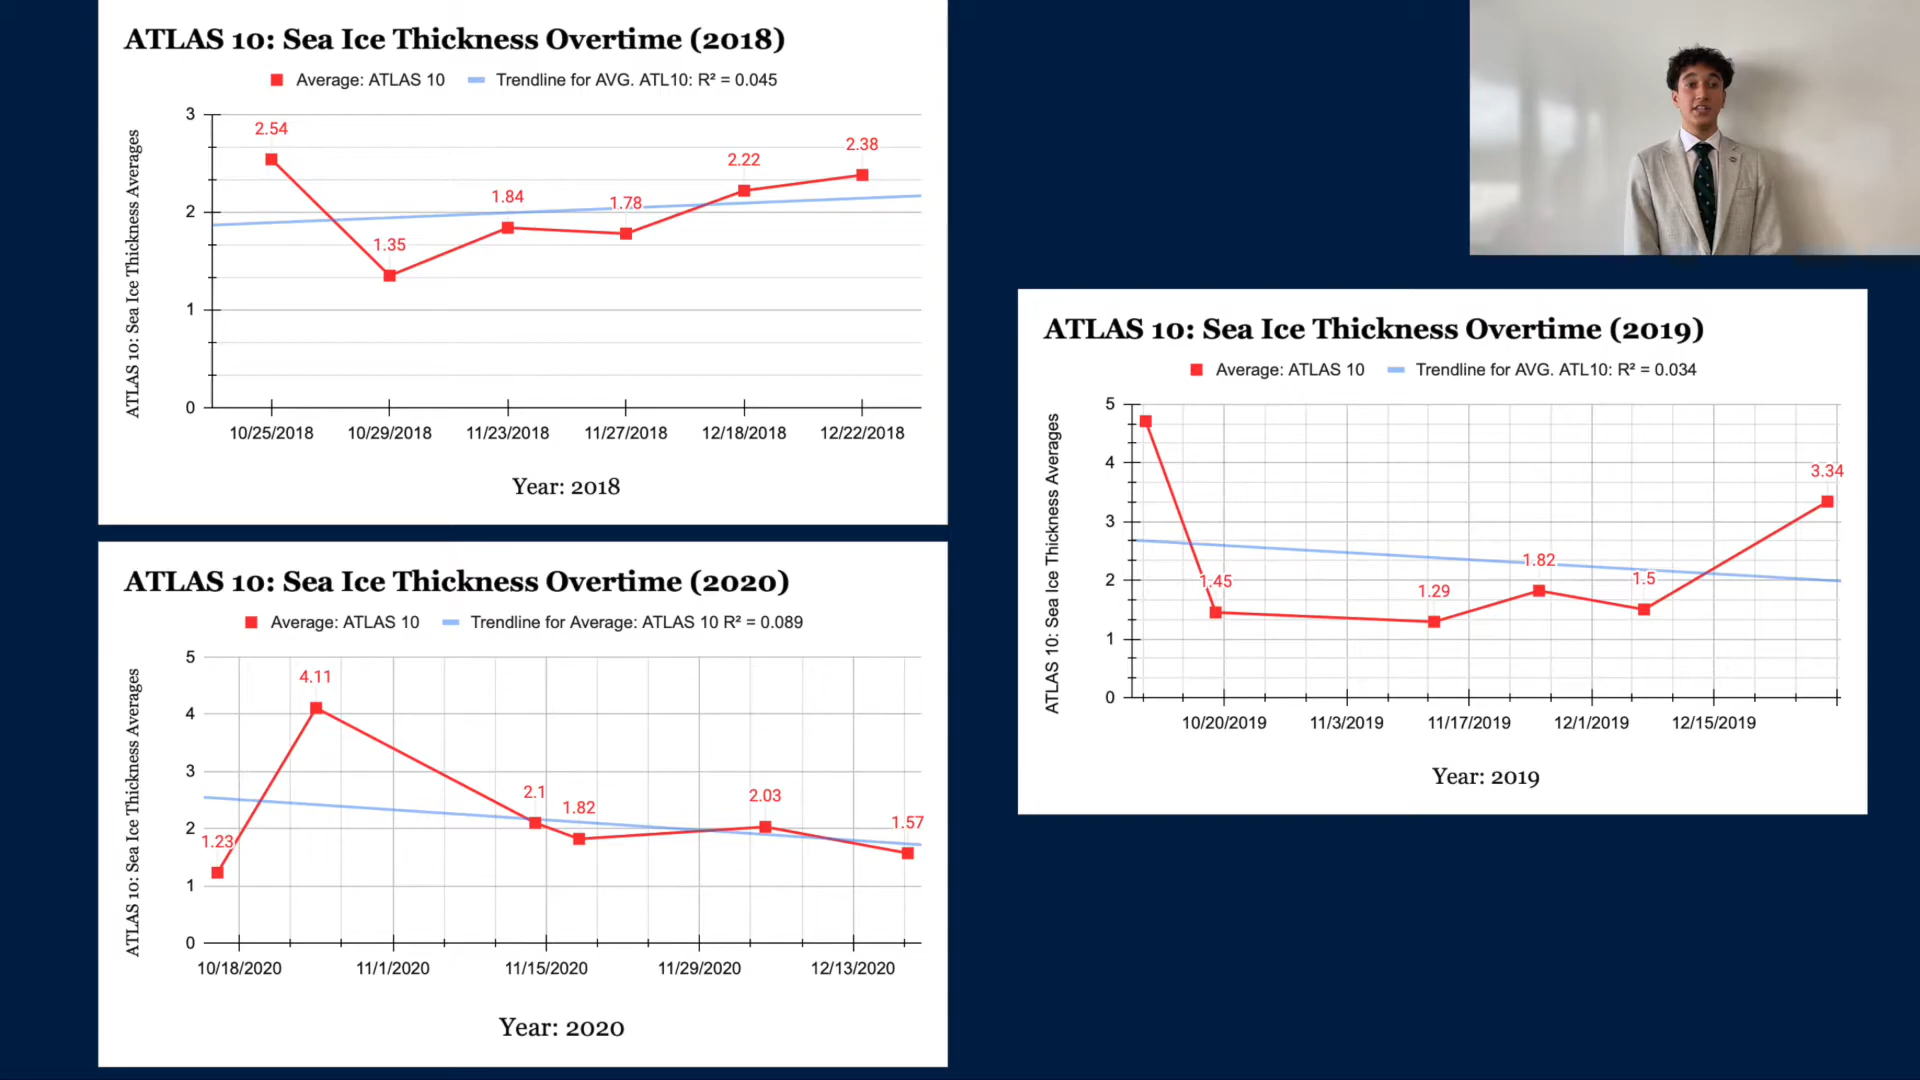 ATLAS 10: Sea Ice Thickness Overtime (2018)
Average: ATLAS 10 Trendline for AVG. ATL10: R² = 0.045
ATLAS 10: Sea Ice Thickness Averages
3
2
1
0
2.54
1.35
1.84
1.78
2.22
2.38
10/25/2018 10/29/2018 11/23/2018 11/27/2018 12/18/2018 12/22/2018
Year: 2018
ATLAS 10: Sea Ice Thickness Overtime (2020)
Average: ATLAS 10 Trendline for Average: ATLAS 10 R² = 0.089
ATLAS 10: Sea Ice Thickness Averages
5
4
3
2
1
0
1.23
4.11
2.1
1.82
2.03
1.57
10/18/2020 11/1/2020 11/15/2020 11/29/2020 12/13/2020
Year: 2020
ATLAS 10: Sea Ice Thickness Overtime (2019)
Average: ATLAS 10 Trendline for AVG. ATL10: R² = 0.034
ATLAS 10: Sea Ice Thickness Averages
5
4
3
2
1
0
1.45
1.29
1.82
1.5
3.34
10/20/2019 11/3/2019 11/17/2019 12/1/2019 12/15/2019
Year: 2019